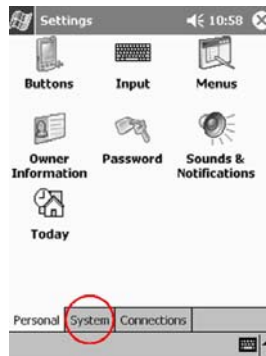 Settings 10:58
Buttons Input Menus
Owner Information Password Sounds & Notifications
Today
Personal System Connections